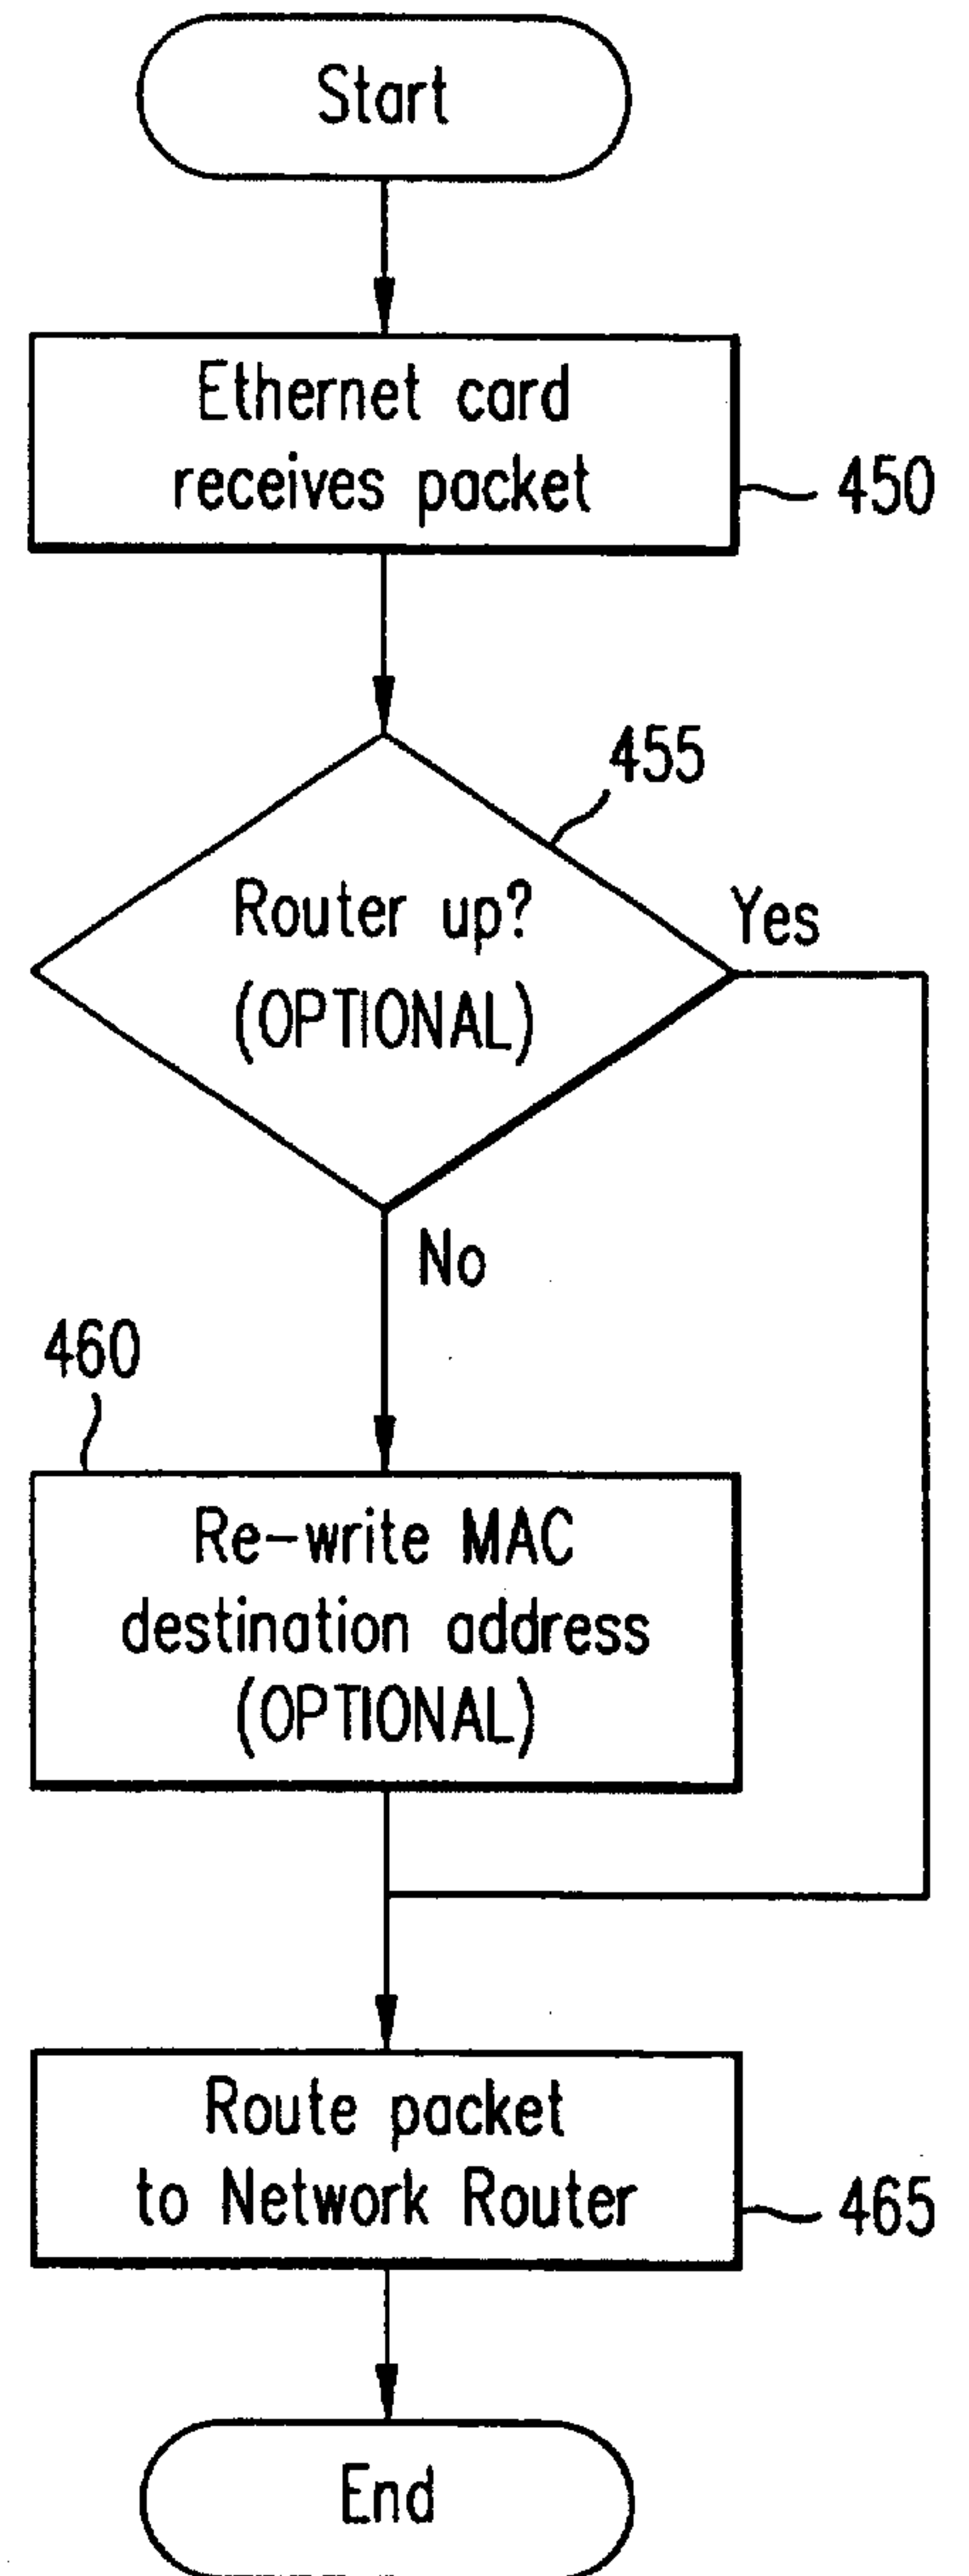 Start
Ethernet card
receives packet
450
455
Router up?
(OPTIONAL)
Yes
No
460
Re-write MAC
destination address
(OPTIONAL)
Route packet
to Network Router
465
End